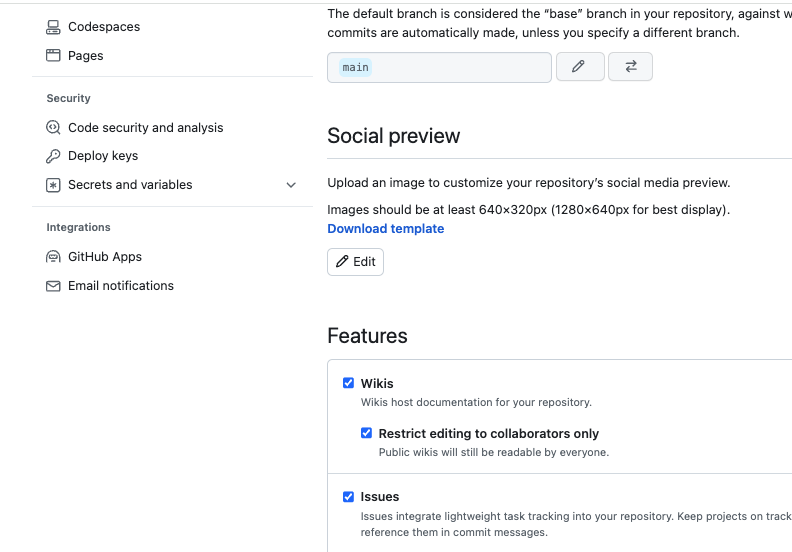 Codespaces
Pages
Security
Code security and analysis
Deploy keys
Secrets and variables
Integrations
GitHub Apps
Email notifications
The default branch is considered the “base” branch in your repository, against
commits are automatically made, unless you specify a different branch.
main
Social preview
Upload an image to customize your repository’s social media preview.
Images should be at least 640×320px (1280×640px for best display).
Download template
Edit
Features
Wikis
Wikis host documentation for your repository.
Restrict editing to collaborators only
Public wikis will still be readable by everyone.
Issues
Issues integrate lightweight task tracking into your repository. Keep projects on track
reference them in commit messages.